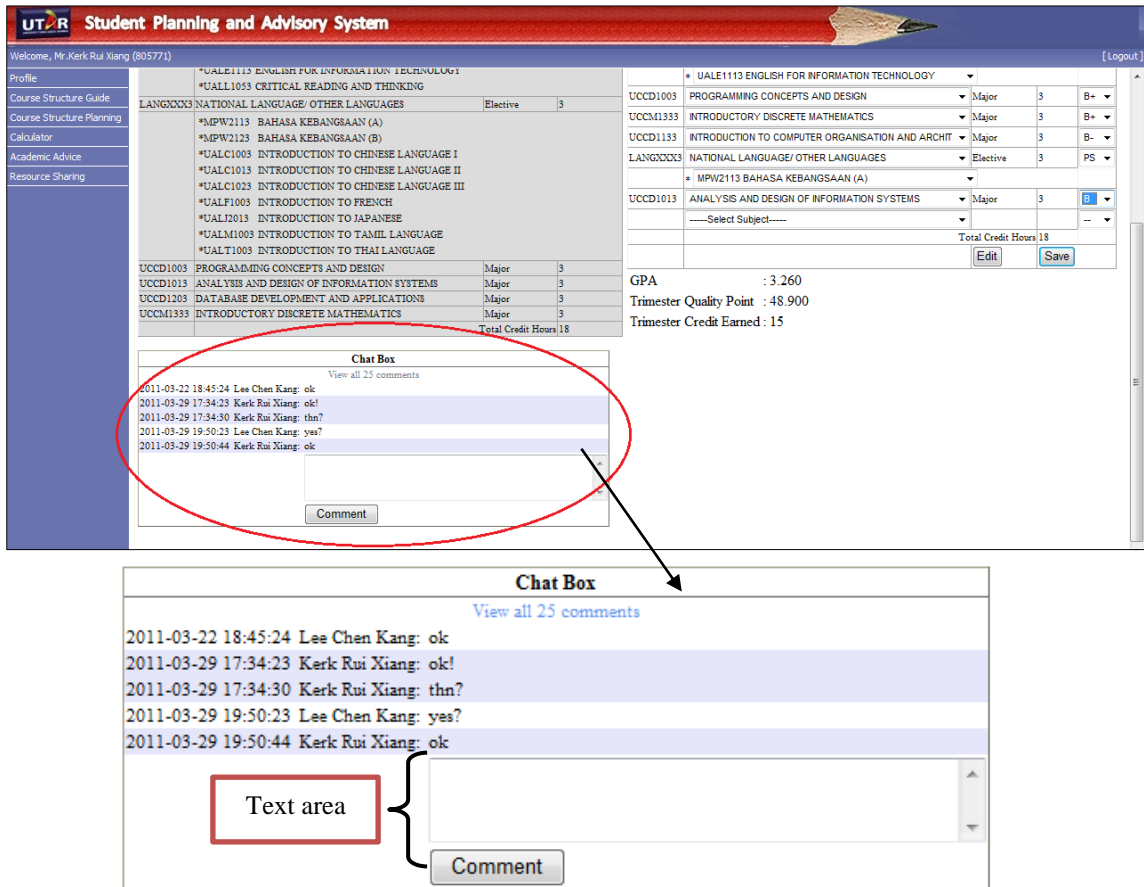 UTAR Student Planning and Advisory System
Welcome, Mr.Kerk Rui Xiang (805771) [ Logout ]
Profile
Course Structure Guide
Course Structure Planning
Calculator
Academic Advice
Resource Sharing
*UALE1113 ENGLISH FOR INFORMATION TECHNOLOGY
*UALL1053 CRITICAL READING AND THINKING
LANGXXX3 NATIONAL LANGUAGE/ OTHER LANGUAGES Elective 3
*MPW2113 BAHASA KEBANGSAAN (A)
*MPW2123 BAHASA KEBANGSAAN (B)
*UALC1003 INTRODUCTION TO CHINESE LANGUAGE I
*UALC1013 INTRODUCTION TO CHINESE LANGUAGE II
*UALC1023 INTRODUCTION TO CHINESE LANGUAGE III
*UALF1003 INTRODUCTION TO FRENCH
*UALJ2013 INTRODUCTION TO JAPANESE
*UALM1003 INTRODUCTION TO TAMIL LANGUAGE
*UALT1003 INTRODUCTION TO THAI LANGUAGE
UCCD1003 PROGRAMMING CONCEPTS AND DESIGN Major 3
UCCD1013 ANALYSIS AND DESIGN OF INFORMATION SYSTEMS Major 3
UCCD1203 DATABASE DEVELOPMENT AND APPLICATIONS Major 3
UCCM1333 INTRODUCTORY DISCRETE MATHEMATICS Major 3
Total Credit Hours 18
* UALE1113 ENGLISH FOR INFORMATION TECHNOLOGY
UCCD1003 PROGRAMMING CONCEPTS AND DESIGN Major 3 B+
UCCM1333 INTRODUCTORY DISCRETE MATHEMATICS Major 3 B+
UCCD1133 INTRODUCTION TO COMPUTER ORGANISATION AND ARCHIT Major 3 B-
LANGXXX3 NATIONAL LANGUAGE/ OTHER LANGUAGES Elective 3 PS
* MPW2113 BAHASA KEBANGSAAN (A)
UCCD1013 ANALYSIS AND DESIGN OF INFORMATION SYSTEMS Major 3 B
-----Select Subject----- --
Total Credit Hours 18
Edit Save
GPA : 3.260
Trimester Quality Point : 48.900
Trimester Credit Earned : 15
Chat Box
View all 25 comments
2011-03-22 18:45:24 Lee Chen Kang: ok
2011-03-29 17:34:23 Kerk Rui Xiang: ok!
2011-03-29 17:34:30 Kerk Rui Xiang: thn?
2011-03-29 19:50:23 Lee Chen Kang: yes?
2011-03-29 19:50:44 Kerk Rui Xiang: ok
Comment
Chat Box
View all 25 comments
2011-03-22 18:45:24 Lee Chen Kang: ok
2011-03-29 17:34:23 Kerk Rui Xiang: ok!
2011-03-29 17:34:30 Kerk Rui Xiang: thn?
2011-03-29 19:50:23 Lee Chen Kang: yes?
2011-03-29 19:50:44 Kerk Rui Xiang: ok
Text area
Comment